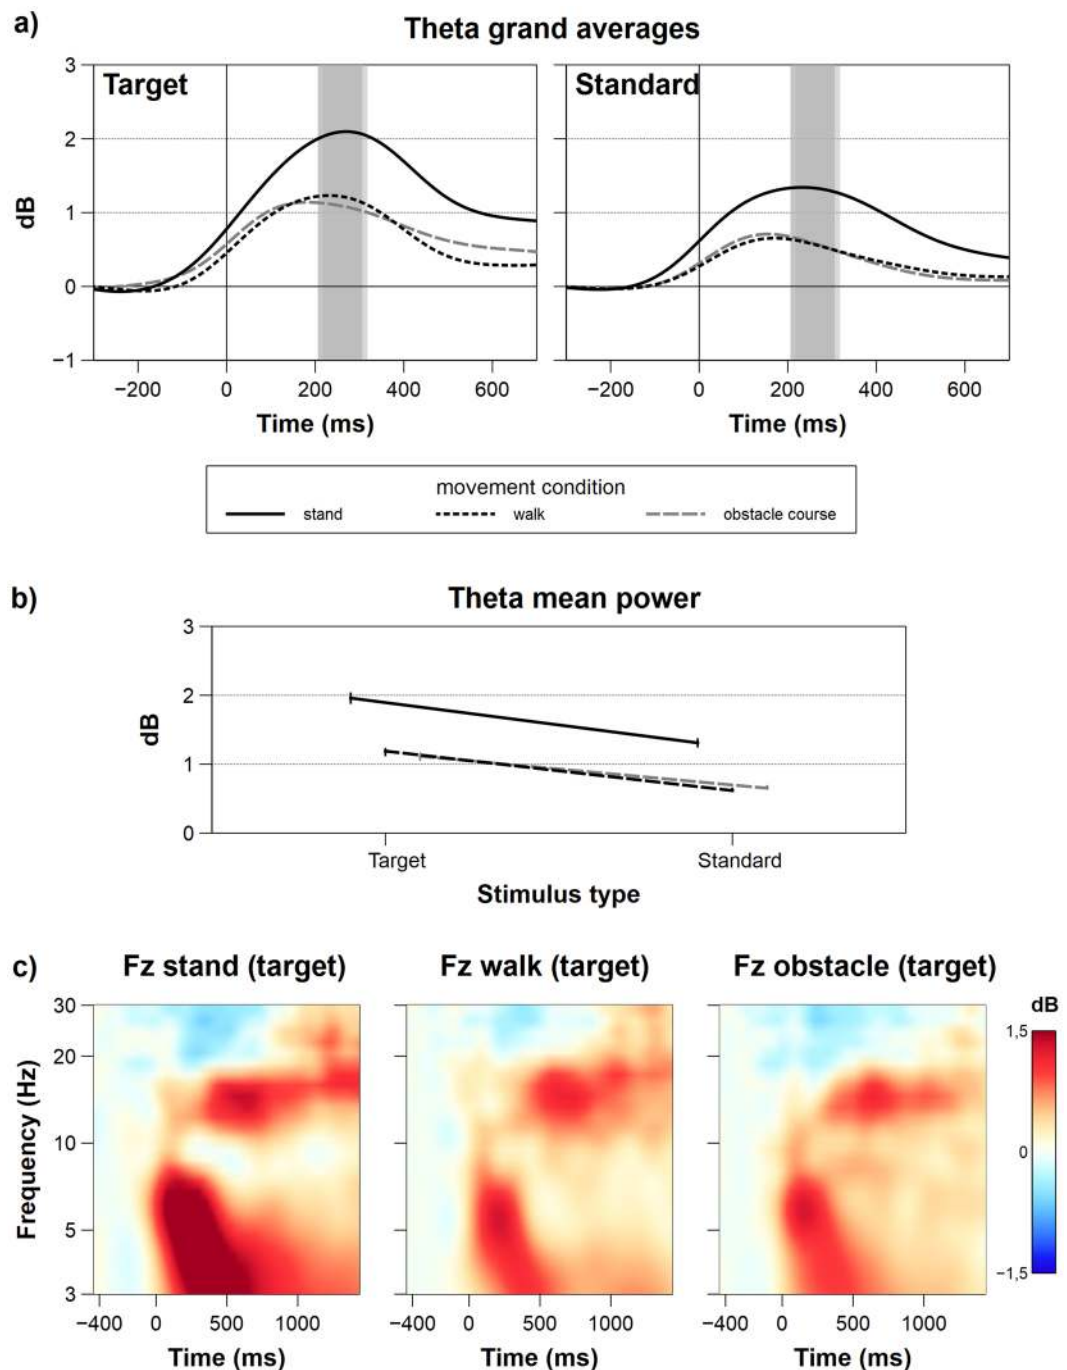 a)
Theta grand averages
Target
Standard
3
2
1
0
−1
dB
−200 0 200 400 600
−200 0 200 400 600
Time (ms)
Time (ms)
movement condition
stand walk obstacle course
b)
Theta mean power
3
2
1
0
dB
Target Standard
Stimulus type
c)
Fz stand (target) Fz walk (target) Fz obstacle (target)
30
20
10
5
3
Frequency (Hz)
dB
1,5
0
−1,5
−400 0 500 1000
−400 0 500 1000
−400 0 500 1000
Time (ms) Time (ms) Time (ms)